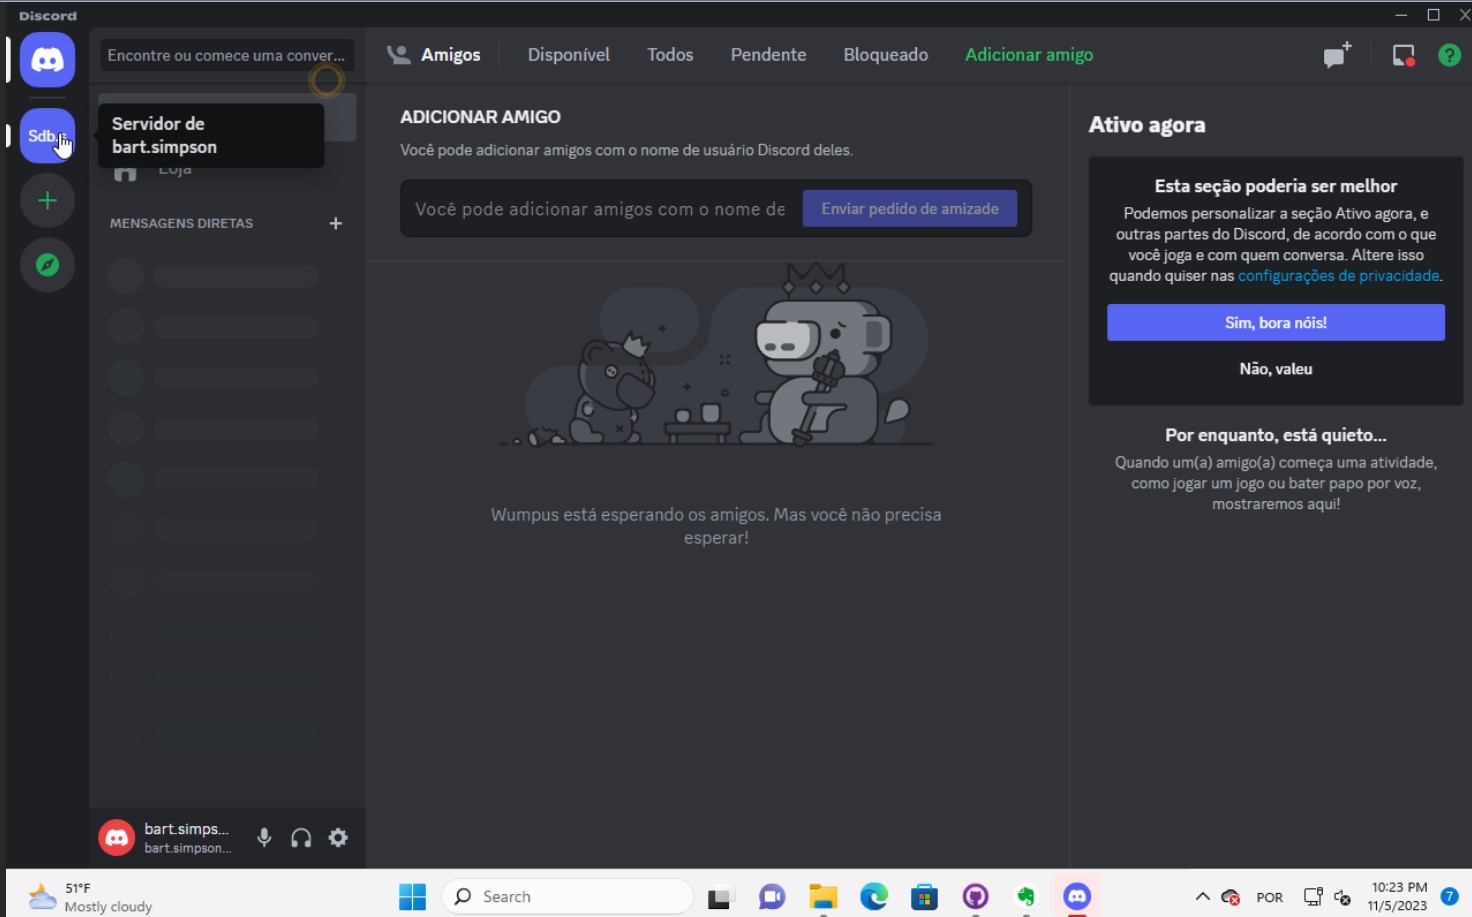 Discord
Encontre ou comece uma conver...
Amigos
Disponível
Todos
Pendente
Bloqueado
Adicionar amigo
Sdb.
Servidor de
bart.simpson
Loja
MENSAGENS DIRETAS
ADICIONAR AMIGO
Você pode adicionar amigos com o nome de usuário Discord deles.
Você pode adicionar amigos com o nome de
Enviar pedido de amizade
Wumpus está esperando os amigos. Mas você não precisa
esperar!
Ativo agora
Esta seção poderia ser melhor
Podemos personalizar a seção Ativo agora, e
outras partes do Discord, de acordo com o que
você joga e com quem conversa. Altere isso
quando quiser nas configurações de privacidade.
Sim, bora nóis!
Não, valeu
Por enquanto, está quieto...
Quando um(a) amigo(a) começa uma atividade,
como jogar um jogo ou bater papo por voz,
mostraremos aqui!
bart.simps...
bart.simpson...
51°F
Mostly cloudy
Search
POR
10:23 PM
11/5/2023
7